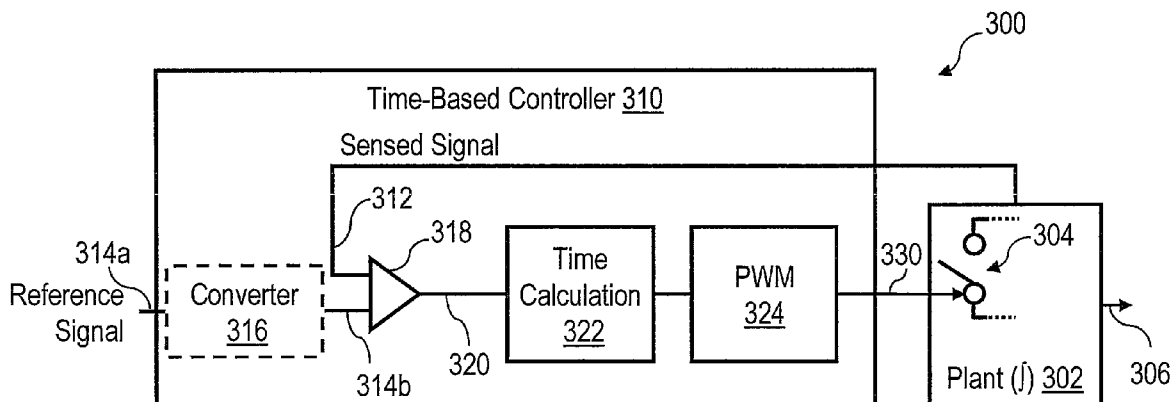 300
Time-Based Controller 310
Sensed Signal
312
318
314a
Reference
Signal
Converter
316
314b
320
Time
Calculation
322
PWM
324
330
304
Plant (∫) 302
306